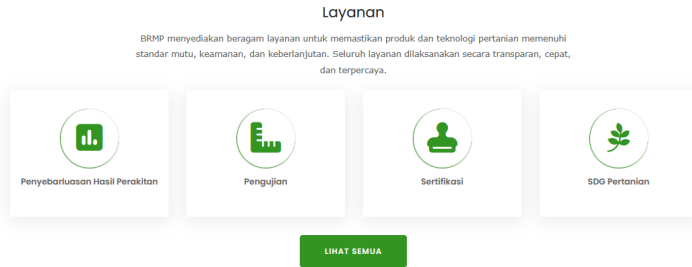 Layanan
BRMP menyediakan beragam layanan untuk memastikan produk dan teknologi pertanian memenuhi
standar mutu, keamanan, dan keberlanjutan. Seluruh layanan dilaksanakan secara transparan, cepat,
dan terpercaya.
Penyebarluasan Hasil Perakitan
Pengujian
Sertifikasi
SDG Pertanian
LIHAT SEMUA